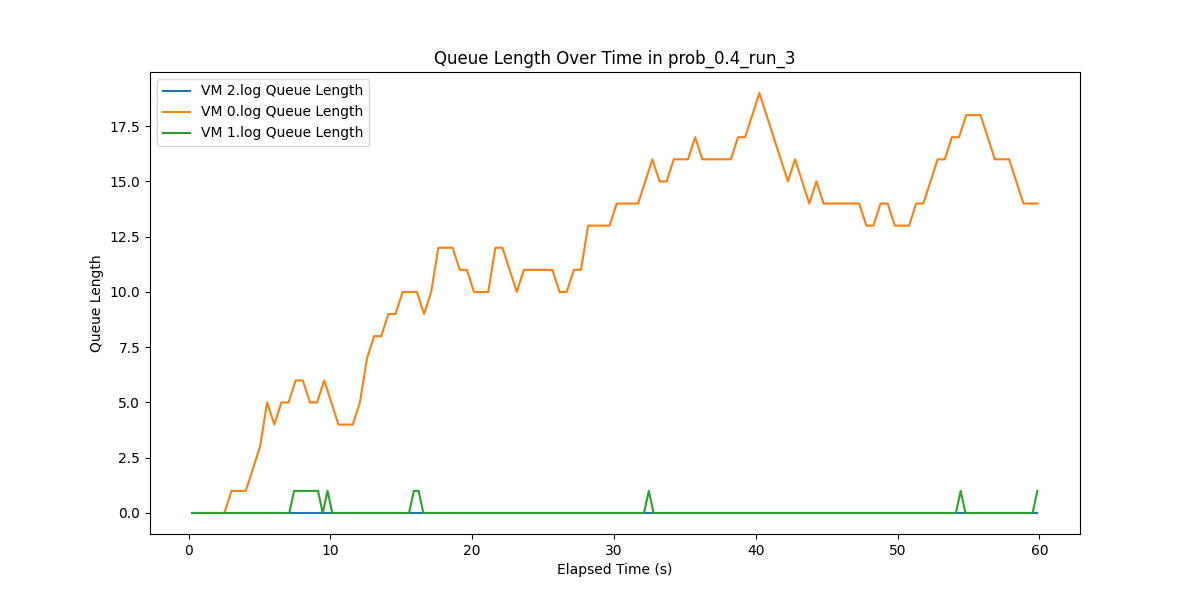 Queue Length Over Time in prob_0.4_run_3
VM 2.log Queue Length
VM 0.log Queue Length
VM 1.log Queue Length
Queue Length
17.5
15.0
12.5
10.0
7.5
5.0
2.5
0.0
0 10 20 30 40 50 60
Elapsed Time (s)